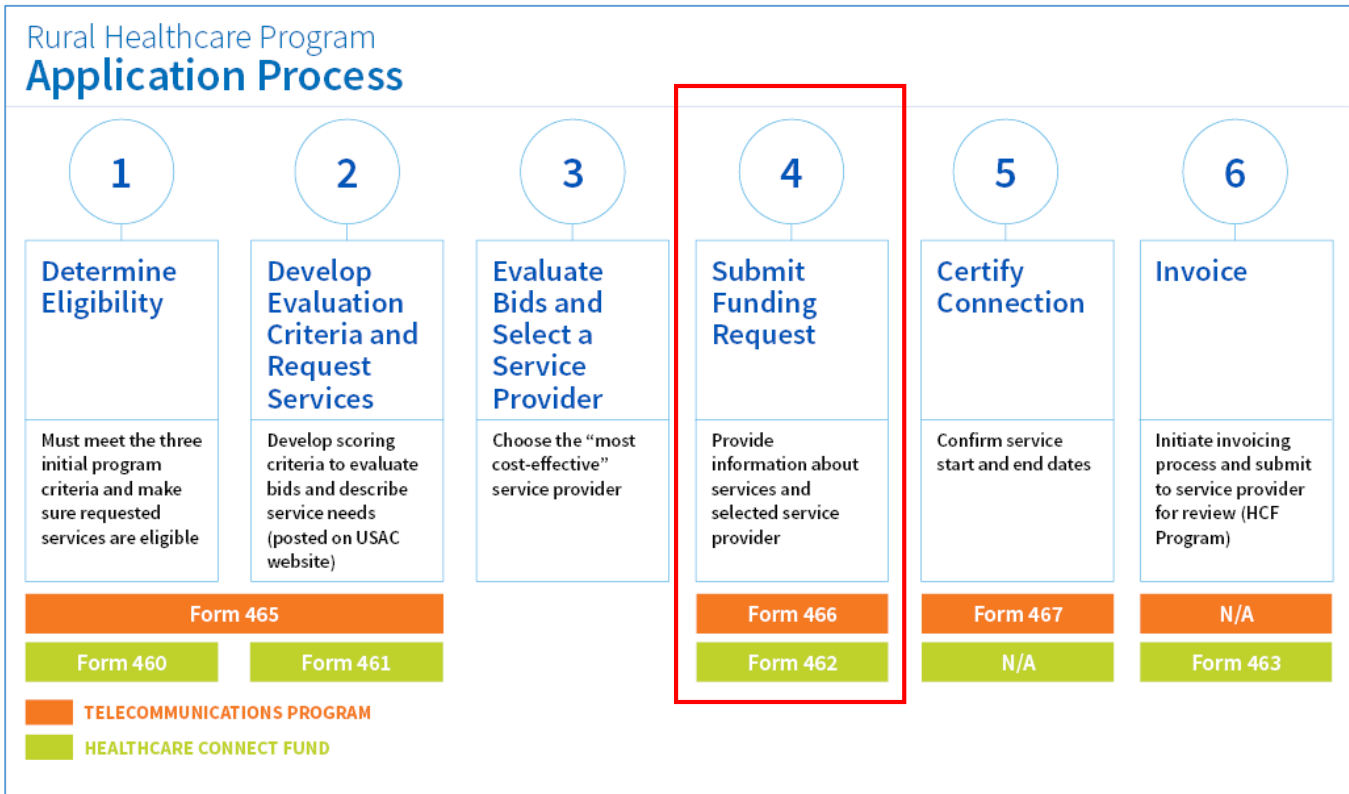 Rural Healthcare Program
Application Process
1
Determine
Eligibility
Must meet the three
initial program
criteria and make
sure requested
services are eligible
2
Develop
Evaluation
Criteria and
Request
Services
Develop scoring
criteria to evaluate
bids and describe
service needs
(posted on USAC
website)
3
Evaluate
Bids and
Select a
Service
Provider
Choose the “most
cost-effective”
service provider
4
Submit
Funding
Request
Provide
information about
services and
selected service
provider
5
Certify
Connection
Confirm service
start and end dates
6
Invoice
Initiate invoicing
process and submit
to service provider
for review (HCF
Program)
Form 465
Form 466
Form 467
N/A
Form 460
Form 461
Form 462
N/A
Form 463
TELECOMMUNICATIONS PROGRAM
HEALTHCARE CONNECT FUND